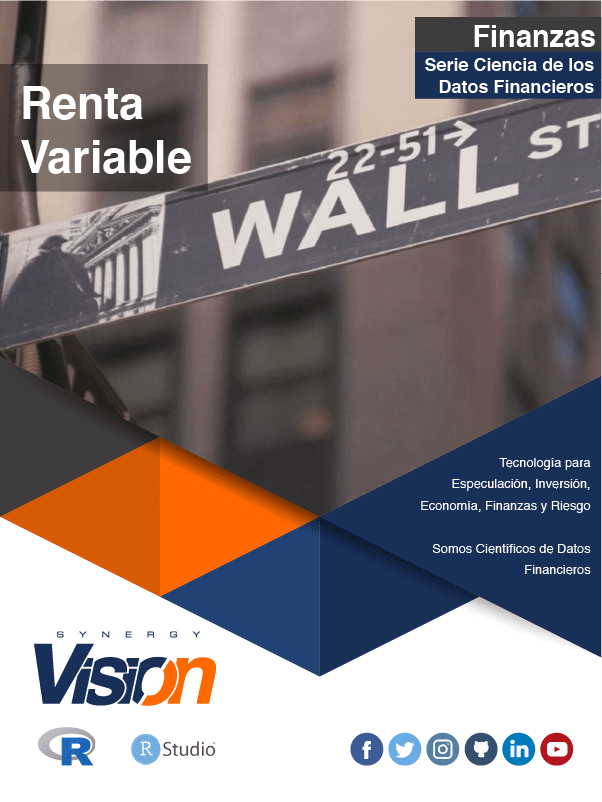 Finanzas
Serie Ciencia de los
Datos Financieros
Renta
Variable
22-51
WALL ST
Tecnología para
Especulación, Inversión,
Economía, Finanzas y Riesgo
Somos Científicos de Datos
Financieros
SYNERGY
Vision
R
R Studio